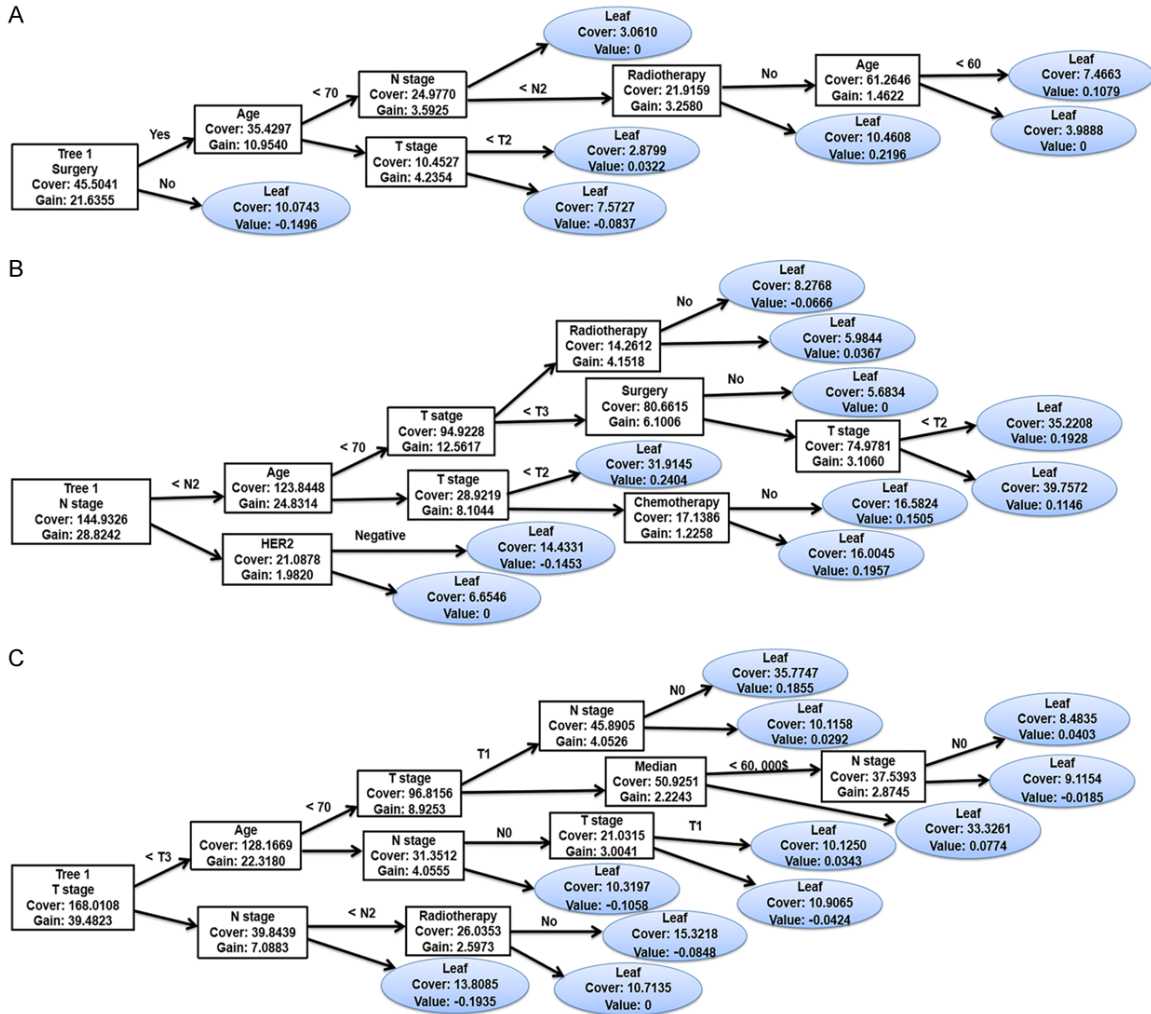 A
Tree 1
Surgery
Cover: 45.5041
Gain: 21.6355
Yes
No
Age
Cover: 35.4297
Gain: 10.9540
Leaf
Cover: 10.0743
Value: -0.1496
< 70
N stage
Cover: 24.9770
Gain: 3.5925
T stage
Cover: 10.4527
Gain: 4.2354
Leaf
Cover: 3.0610
Value: 0
< N2
Radiotherapy
Cover: 21.9159
Gain: 3.2580
< T2
Leaf
Cover: 2.8799
Value: 0.0322
Leaf
Cover: 7.5727
Value: -0.0837
No
Age
Cover: 61.2646
Gain: 1.4622
Leaf
Cover: 10.4608
Value: 0.2196
< 60
Leaf
Cover: 7.4663
Value: 0.1079
Leaf
Cover: 3.9888
Value: 0
B
Tree 1
N stage
Cover: 144.9326
Gain: 28.8242
< N2
Age
Cover: 123.8448
Gain: 24.8314
HER2
Cover: 21.0878
Gain: 1.9820
< 70
T satge
Cover: 94.9228
Gain: 12.5617
T stage
Cover: 28.9219
Gain: 8.1044
Negative
Leaf
Cover: 14.4331
Value: -0.1453
Leaf
Cover: 6.6546
Value: 0
Radiotherapy
Cover: 14.2612
Gain: 4.1518
< T3
Surgery
Cover: 80.6615
Gain: 6.1006
< T2
Leaf
Cover: 31.9145
Value: 0.2404
Chemotherapy
Cover: 17.1386
Gain: 1.2258
No
Leaf
Cover: 8.2768
Value: -0.0666
Leaf
Cover: 5.9844
Value: 0.0367
No
Leaf
Cover: 5.6834
Value: 0
T stage
Cover: 74.9781
Gain: 3.1060
No
Leaf
Cover: 16.5824
Value: 0.1505
Leaf
Cover: 16.0045
Value: 0.1957
< T2
Leaf
Cover: 35.2208
Value: 0.1928
Leaf
Cover: 39.7572
Value: 0.1146
C
Tree 1
T stage
Cover: 168.0108
Gain: 39.4823
< T3
Age
Cover: 128.1669
Gain: 22.3180
N stage
Cover: 39.8439
Gain: 7.0883
< 70
T stage
Cover: 96.8156
Gain: 8.9253
N stage
Cover: 31.3512
Gain: 4.0555
< N2
Radiotherapy
Cover: 26.0353
Gain: 2.5973
Leaf
Cover: 13.8085
Value: -0.1935
T1
N stage
Cover: 45.8905
Gain: 4.0526
Median
Cover: 50.9251
Gain: 2.2243
N0
T stage
Cover: 21.0315
Gain: 3.0041
Leaf
Cover: 10.3197
Value: -0.1058
No
Leaf
Cover: 15.3218
Value: -0.0848
Leaf
Cover: 10.7135
Value: 0
N0
Leaf
Cover: 35.7747
Value: 0.1855
Leaf
Cover: 10.1158
Value: 0.0292
< 60, 000$
N stage
Cover: 37.5393
Gain: 2.8745
Leaf
Cover: 33.3261
Value: 0.0774
T1
Leaf
Cover: 10.1250
Value: 0.0343
Leaf
Cover: 10.9065
Value: -0.0424
N0
Leaf
Cover: 8.4835
Value: 0.0403
Leaf
Cover: 9.1154
Value: -0.0185